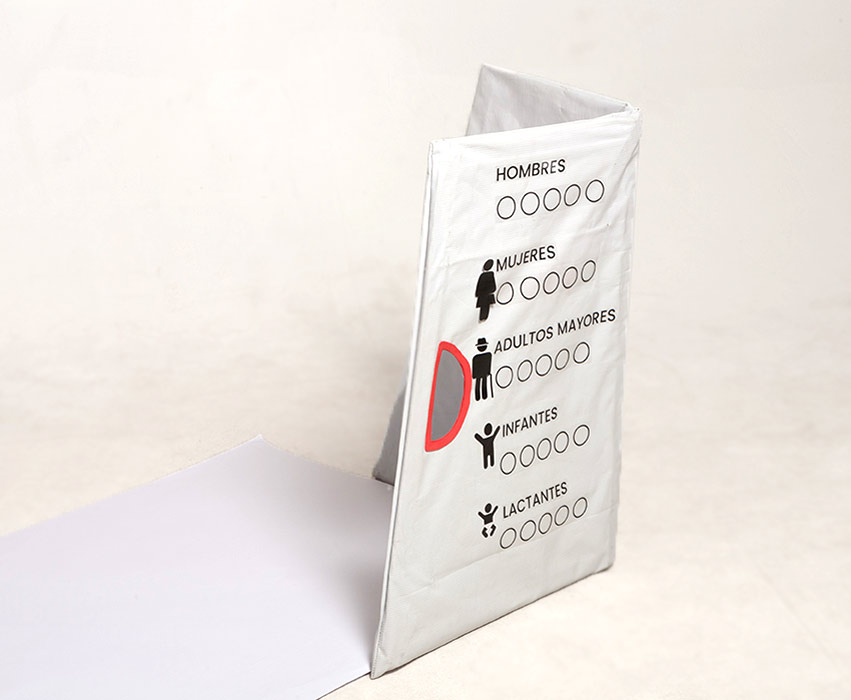 HOMBRES
MUJERES
ADULTOS MAYORES
INFANTES
LACTANTES